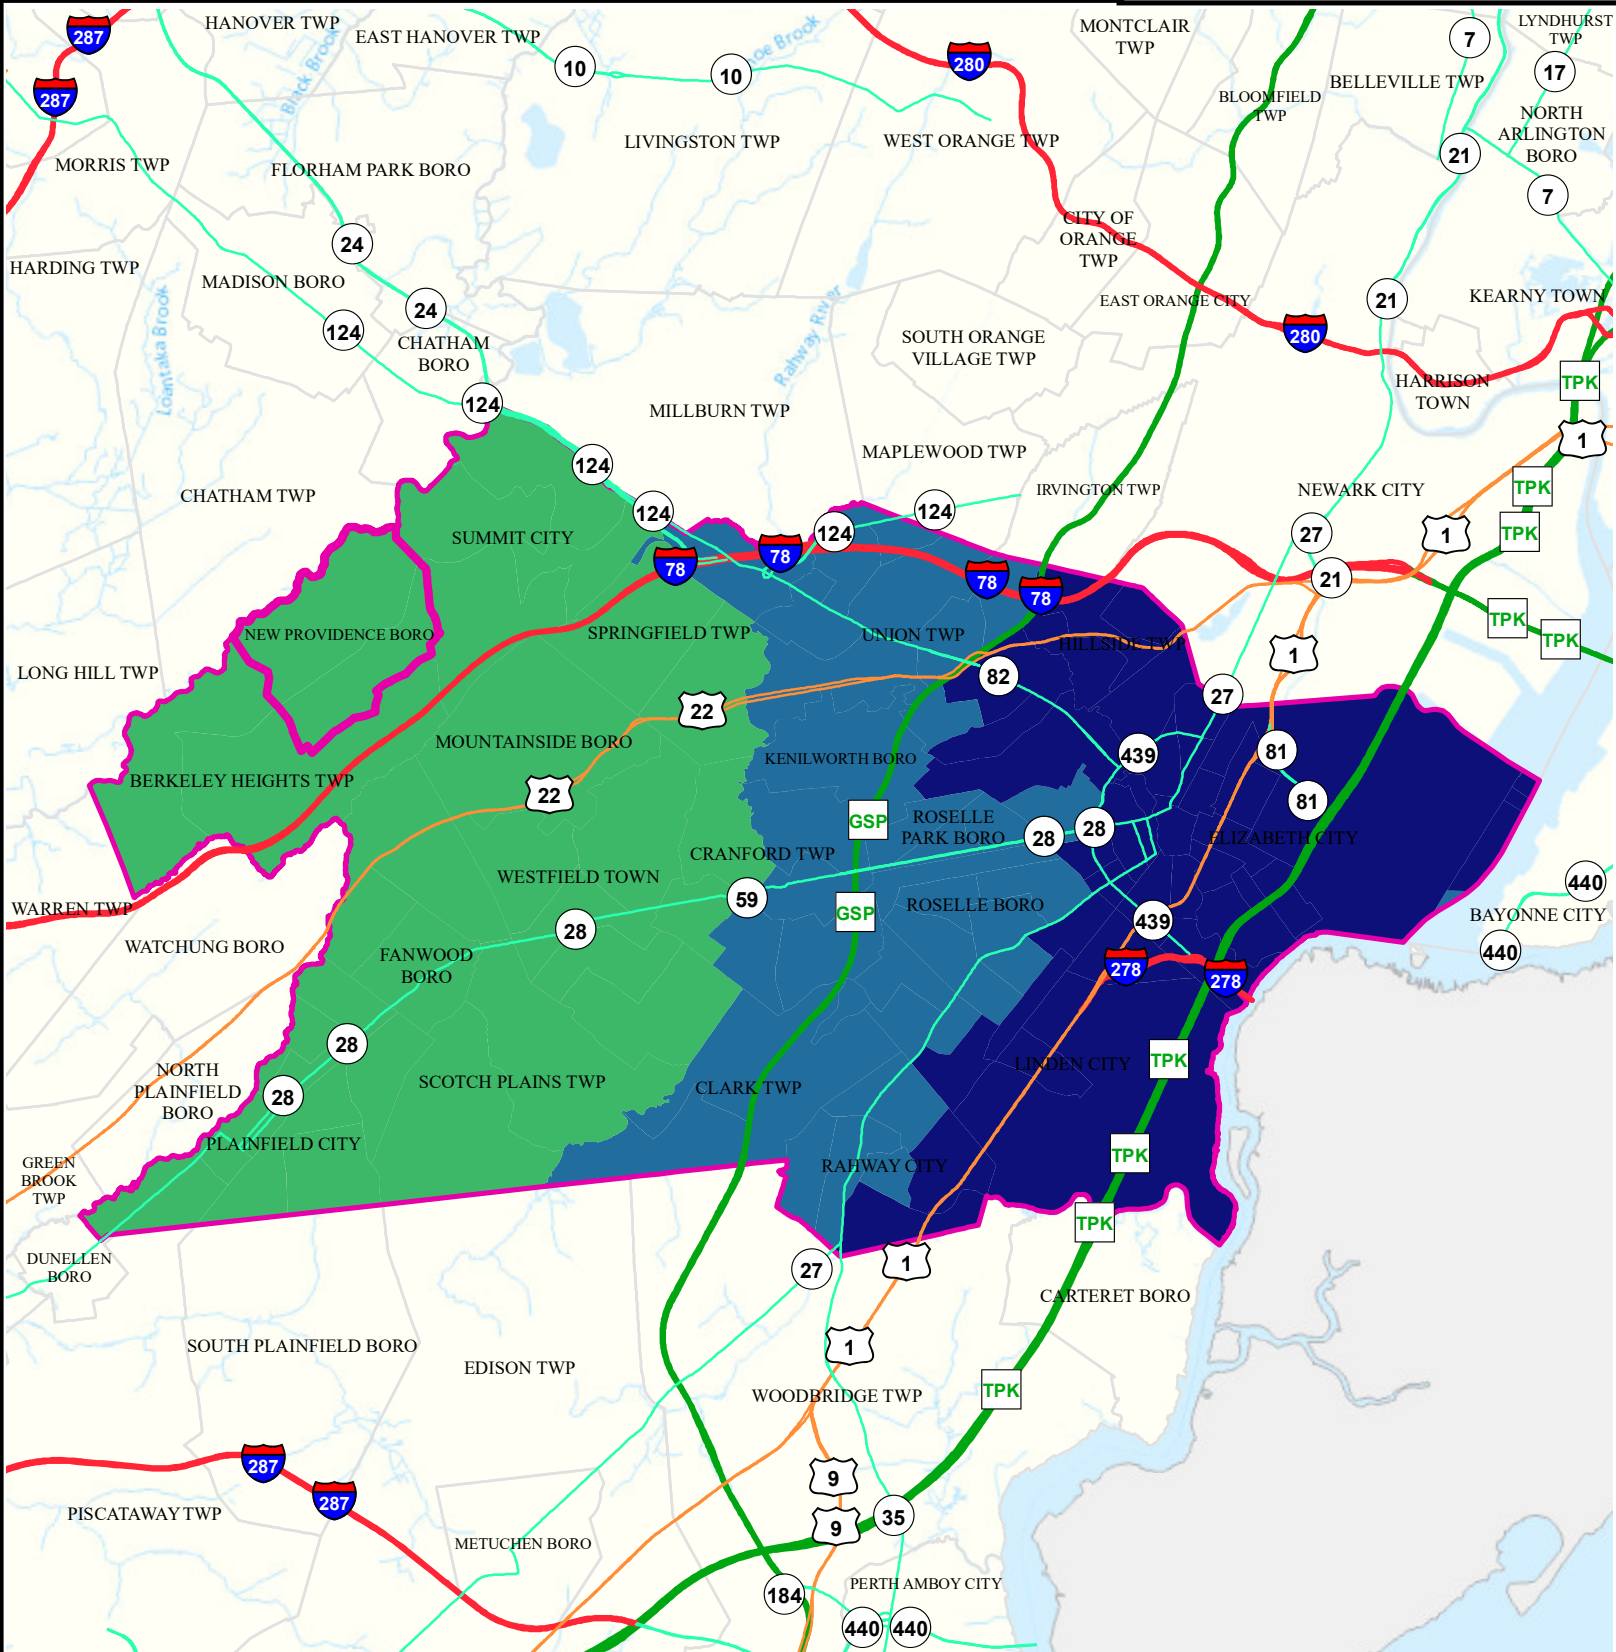 HANOVER TWP
EAST HANOVER TWP
MONTCLAIR
TWP
LYNDHURST
TWP
287
7
10
10
280
17
BELLEVILLE TWP
287
Black Brook
BLOOMFIELD
TWP
NORTH
ARLINGTON
BORO
LIVINGSTON TWP
WEST ORANGE TWP
21
MORRIS TWP
FLORHAM PARK BORO
7
CITY OF
ORANGE
TWP
24
HARDING TWP
MADISON BORO
24
EAST ORANGE CITY
21
KEARNY TOWN
124
CHATHAM
BORO
Loantaka Brook
Rahway River
SOUTH ORANGE
VILLAGE TWP
280
TPK
HARRISON
TOWN
124
MILLBURN TWP
1
MAPLEWOOD TWP
124
CHATHAM TWP
IRVINGTON TWP
NEWARK CITY
TPK
124
124
124
SUMMIT CITY
27
1
TPK
78
78
78
78
21
NEW PROVIDENCE BORO
SPRINGFIELD TWP
UNION TWP
HILLSIDE TWP
TPK
TPK
1
LONG HILL TWP
82
27
22
MOUNTAINSIDE BORO
KENILWORTH BORO
439
81
BERKELEY HEIGHTS TWP
22
81
GSP
ROSELLE
PARK BORO
28
28
ELIZABETH CITY
CRANFORD TWP
WESTFIELD TOWN
59
ROSELLE BORO
440
WARREN TWP
GSP
BAYONNE CITY
WATCHUNG BORO
28
439
440
FANWOOD
BORO
278
278
28
NORTH
PLAINFIELD
BORO
SCOTCH PLAINS TWP
CLARK TWP
LINDEN CITY
TPK
28
PLAINFIELD CITY
RAHWAY CITY
TPK
GREEN
BROOK
TWP
TPK
DUNELLEN
BORO
27
1
CARTERET BORO
SOUTH PLAINFIELD BORO
EDISON TWP
1
WOODBRIDGE TWP
TPK
287
287
9
PISCATAWAY TWP
9
35
METUCHEN BORO
184
PERTH AMBOY CITY
440
440